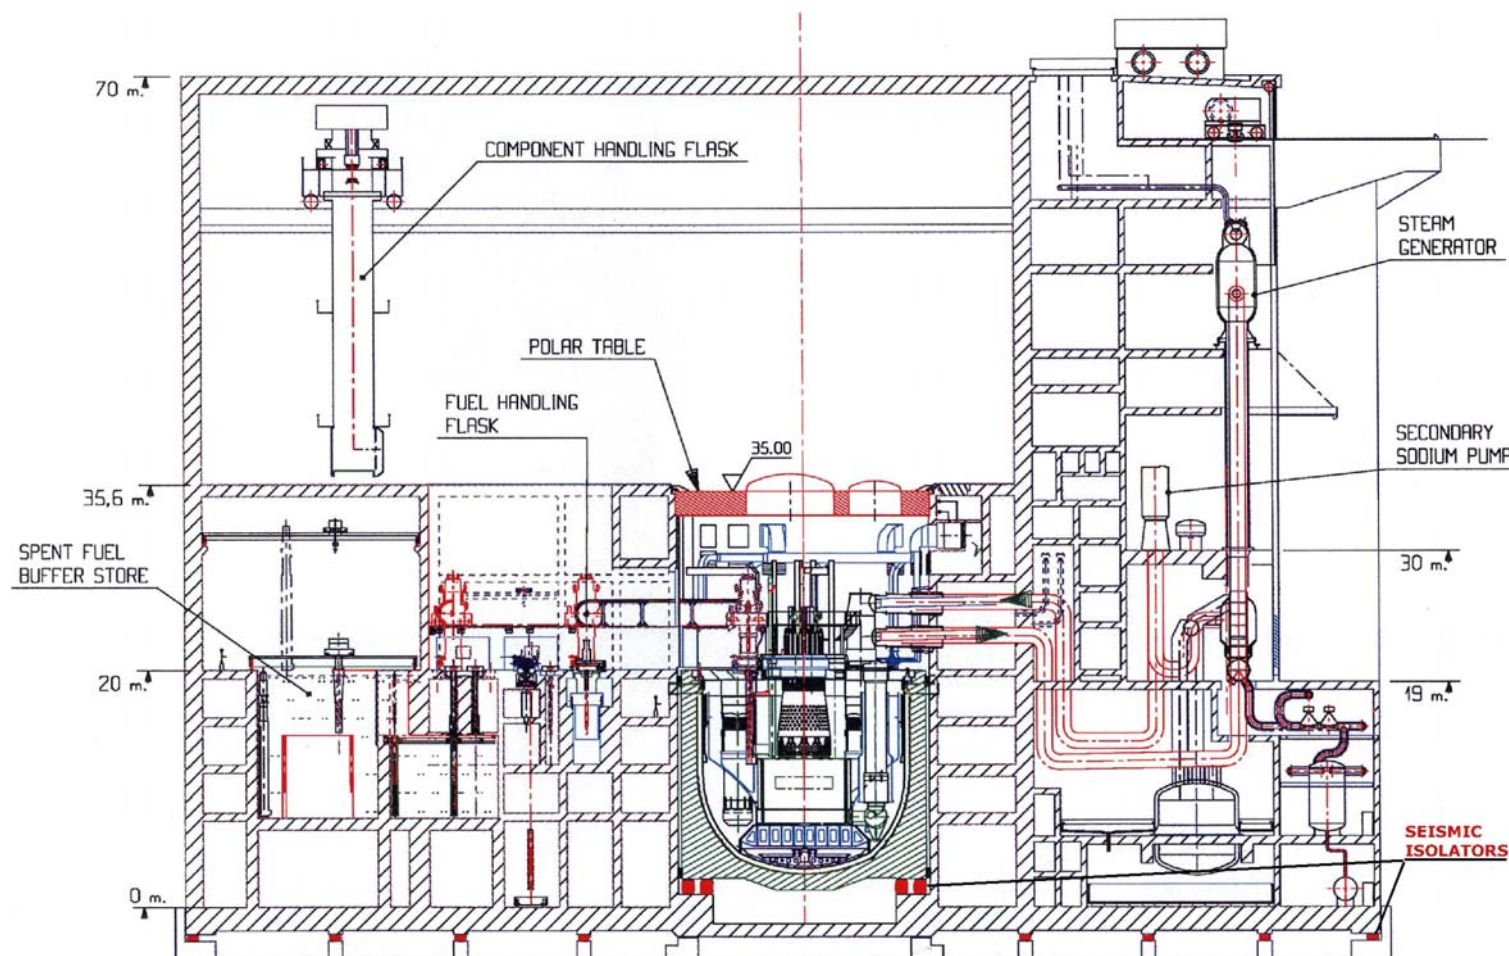 70 m.
COMPONENT HANDLING FLASK
STEAM
GENERATOR
POLAR TABLE
FUEL HANDLING
FLASK
35.00
SECONDARY
SODIUM PUMP
35,6 m.
SPENT FUEL
BUFFER STORE
30 m.
20 m.
19 m.
SEISMIC
ISOLATORS
0 m.